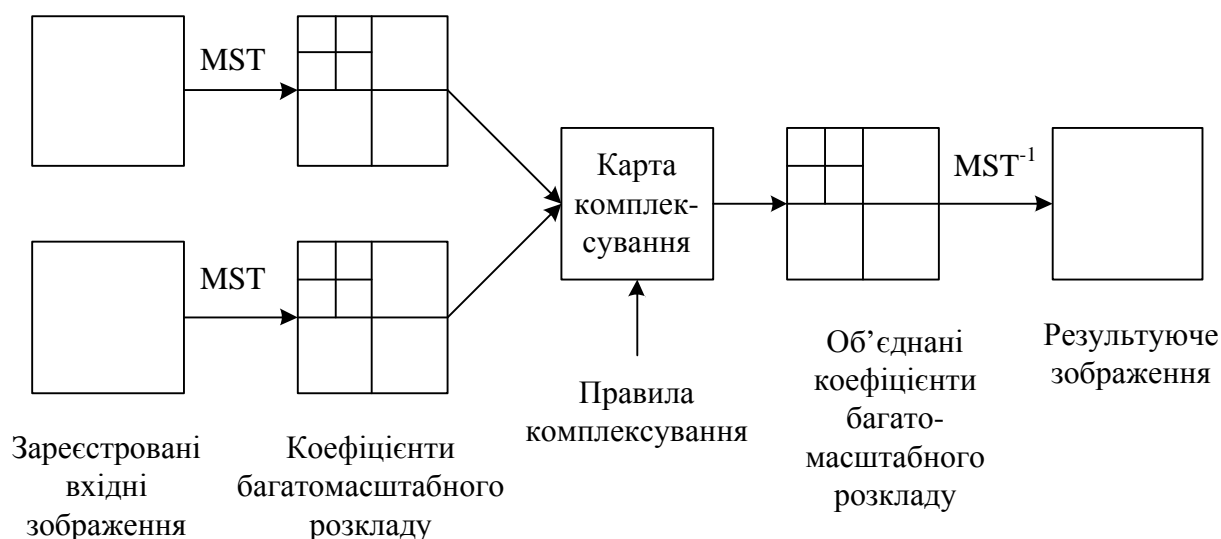 MST
MST
Карта
комплек-
сування
MST-1
Правила
комплексування
Об’єднані
коефіцієнти
багато-
масштабного
розкладу
Результуюче
зображення
Зареєстровані
вхідні
зображення
Коефіцієнти
багатомасштабного
розкладу